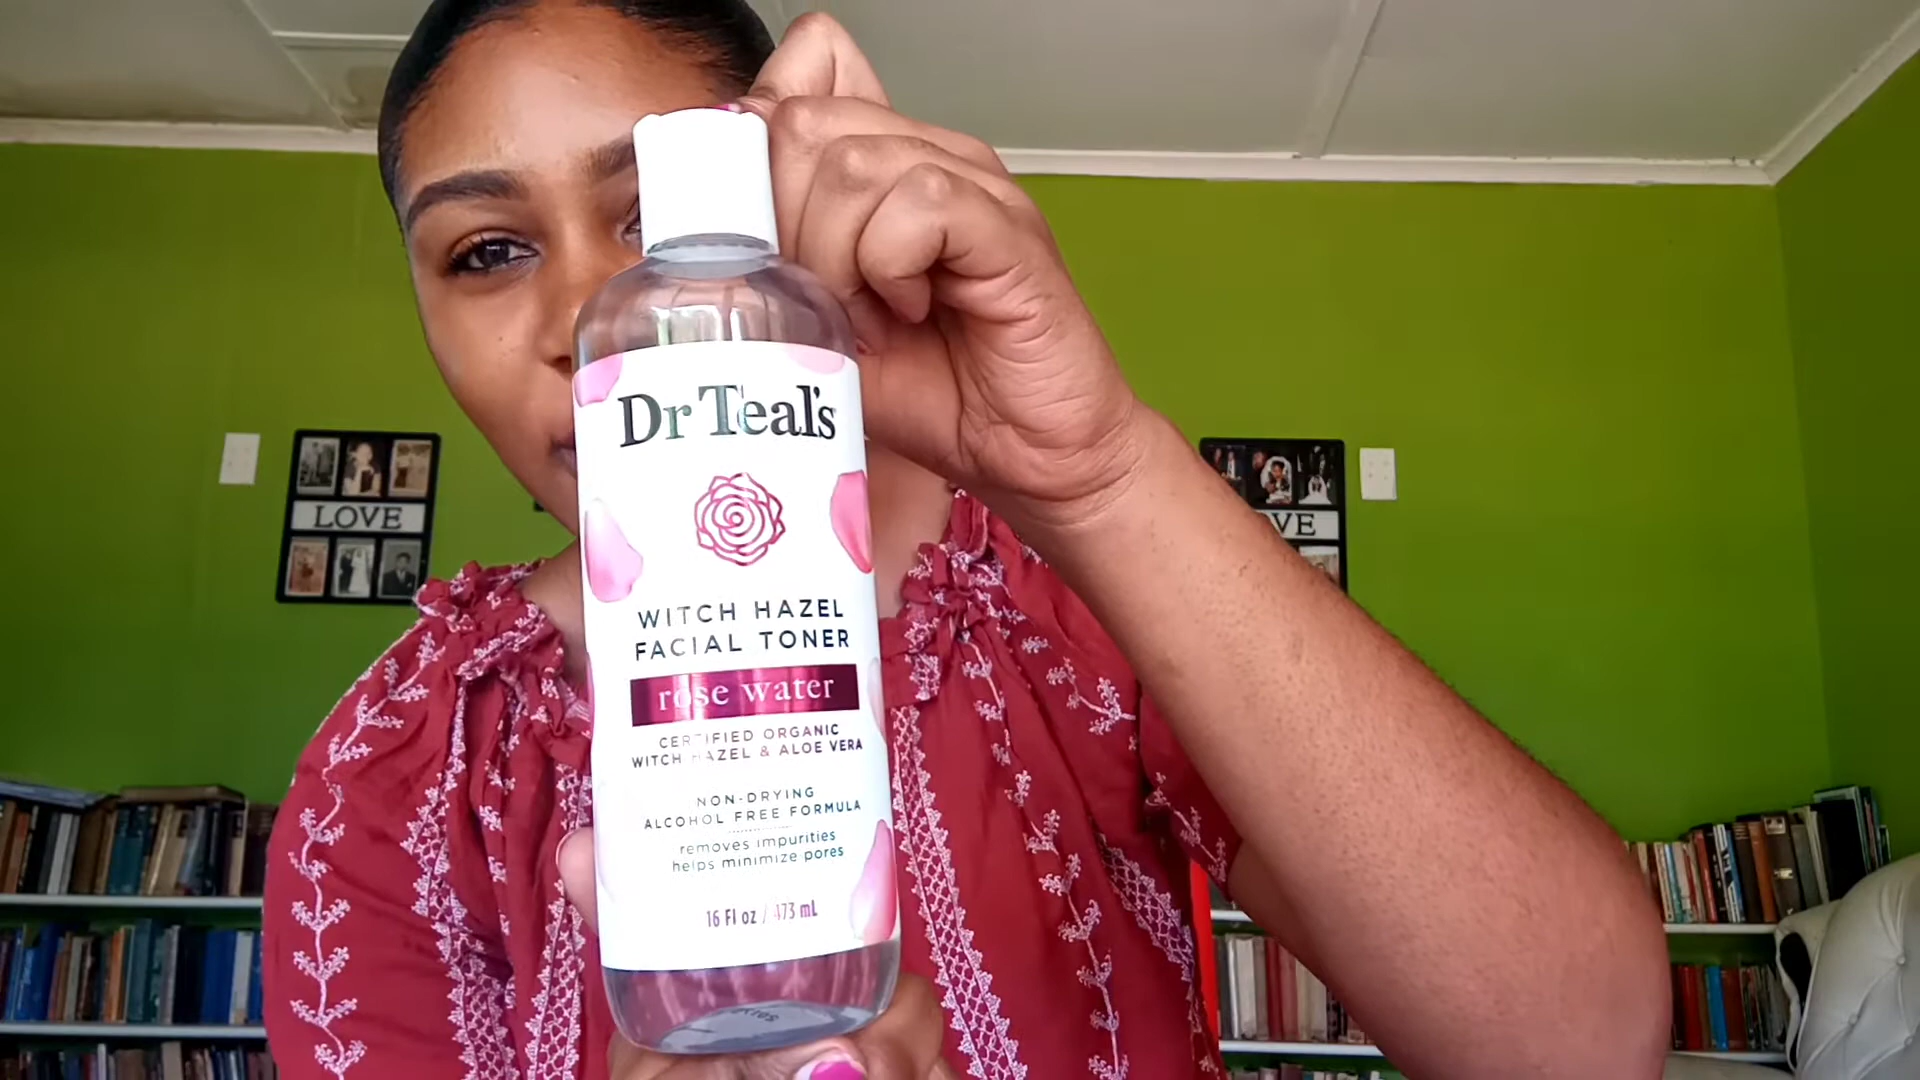 Dr Teal's
WITCH HAZEL
FACIAL TONER
rose water
CERTIFIED ORGANIC
WITCH HAZEL & ALOE VERA
NON-DRYING
ALCOHOL FREE FORMULA
removes impurities
helps minimize pores
16 Fl oz / 473 mL
LOVE
VE